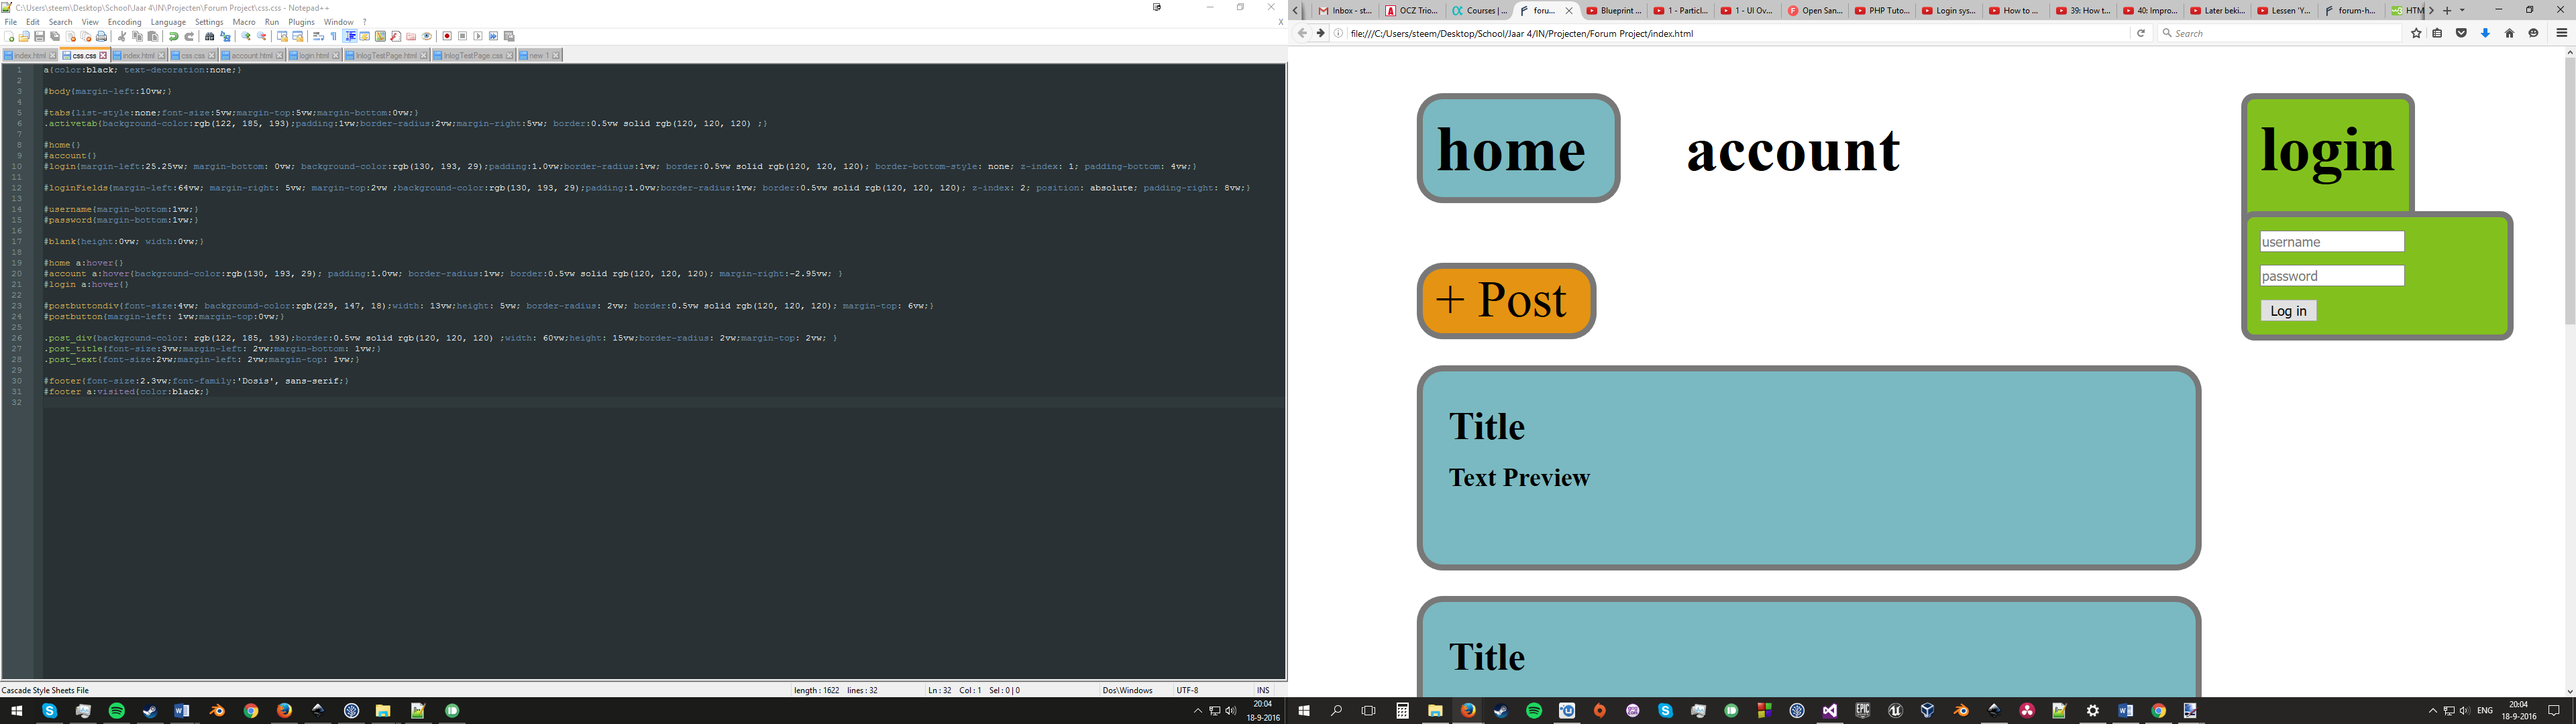 C:\Users\steem\Desktop\School\Jaar 4\IN\Projecten\Forum Project\css.css - Notepad++
File Edit Search View Encoding Language Settings Macro Run Plugins Window ? X
index.html css.css index.html css.css account.html login.html InlogTestPage.html InlogTestPage.css new 1
1 a{color:black; text-decoration:none;}
2
3 #body{margin-left:10vw;}
4
5 #tabs{list-style:none;font-size:5vw;margin-top:5vw;margin-bottom:0vw;}
6 .activetab{background-color:rgb(122, 185, 193);padding:1vw;border-radius:2vw;margin-right:5vw; border:0.5vw solid rgb(120, 120, 120) ;}
7
8 #home{}
9 #account{}
10 #login{margin-left:25.25vw; margin-bottom: 0vw; background-color:rgb(130, 193, 29);padding:1.0vw;border-radius:1vw; border:0.5vw solid rgb(120, 120, 120); border-bottom-style: none; z-index: 1; padding-bottom: 4vw;}
11
12 #loginFields{margin-left:64vw; margin-right: 5vw; margin-top:2vw ;background-color:rgb(130, 193, 29);padding:1.0vw;border-radius:1vw; border:0.5vw solid rgb(120, 120, 120); z-index: 2; position: absolute; padding-right: 8vw;}
13
14 #username{margin-bottom:1vw;}
15 #password{margin-bottom:1vw;}
16
17 #blank{height:0vw; width:0vw;}
18
19 #home a:hover{}
20 #account a:hover{background-color:rgb(130, 193, 29); padding:1.0vw; border-radius:1vw; border:0.5vw solid rgb(120, 120, 120); margin-right:-2.95vw; }
21 #login a:hover{}
22
23 #postbuttondiv{font-size:4vw; background-color:rgb(229, 147, 18);width: 13vw;height: 5vw; border-radius: 2vw; border:0.5vw solid rgb(120, 120, 120); margin-top: 6vw;}
24 #postbutton{margin-left: 1vw;margin-top:0vw;}
25
26 .post_div{background-color: rgb(122, 185, 193);border:0.5vw solid rgb(120, 120, 120) ;width: 60vw;height: 15vw;border-radius: 2vw;margin-top: 2vw; }
27 .post_title{font-size:3vw;margin-left: 2vw;margin-bottom: 1vw;}
28 .post_text{font-size:2vw;margin-left: 2vw;margin-top: 1vw;}
29
30 #footer{font-size:2.3vw;font-family:'Dosis', sans-serif;}
31 #footer a:visited{color:black;}
32
Cascade Style Sheets File length : 1622 lines : 32 Ln : 32 Col : 1 Sel : 0 | 0 Dos\Windows UTF-8 INS
20:04
18-9-2016
Inbox - st... OCZ Trio... Courses | ... foru... Blueprint ... 1 - Particl... 1 - UI Ov... Open San... PHP Tuto... Login sys... How to ... 39: How t... 40: Impro... Later beki... Lessen 'Y... forum-h... HTM
file:///C:/Users/steem/Desktop/School/Jaar 4/IN/Projecten/Forum Project/index.html Search
home account login
username
password
Log in
+ Post
Title
Text Preview
Title
ENG 20:04
18-9-2016